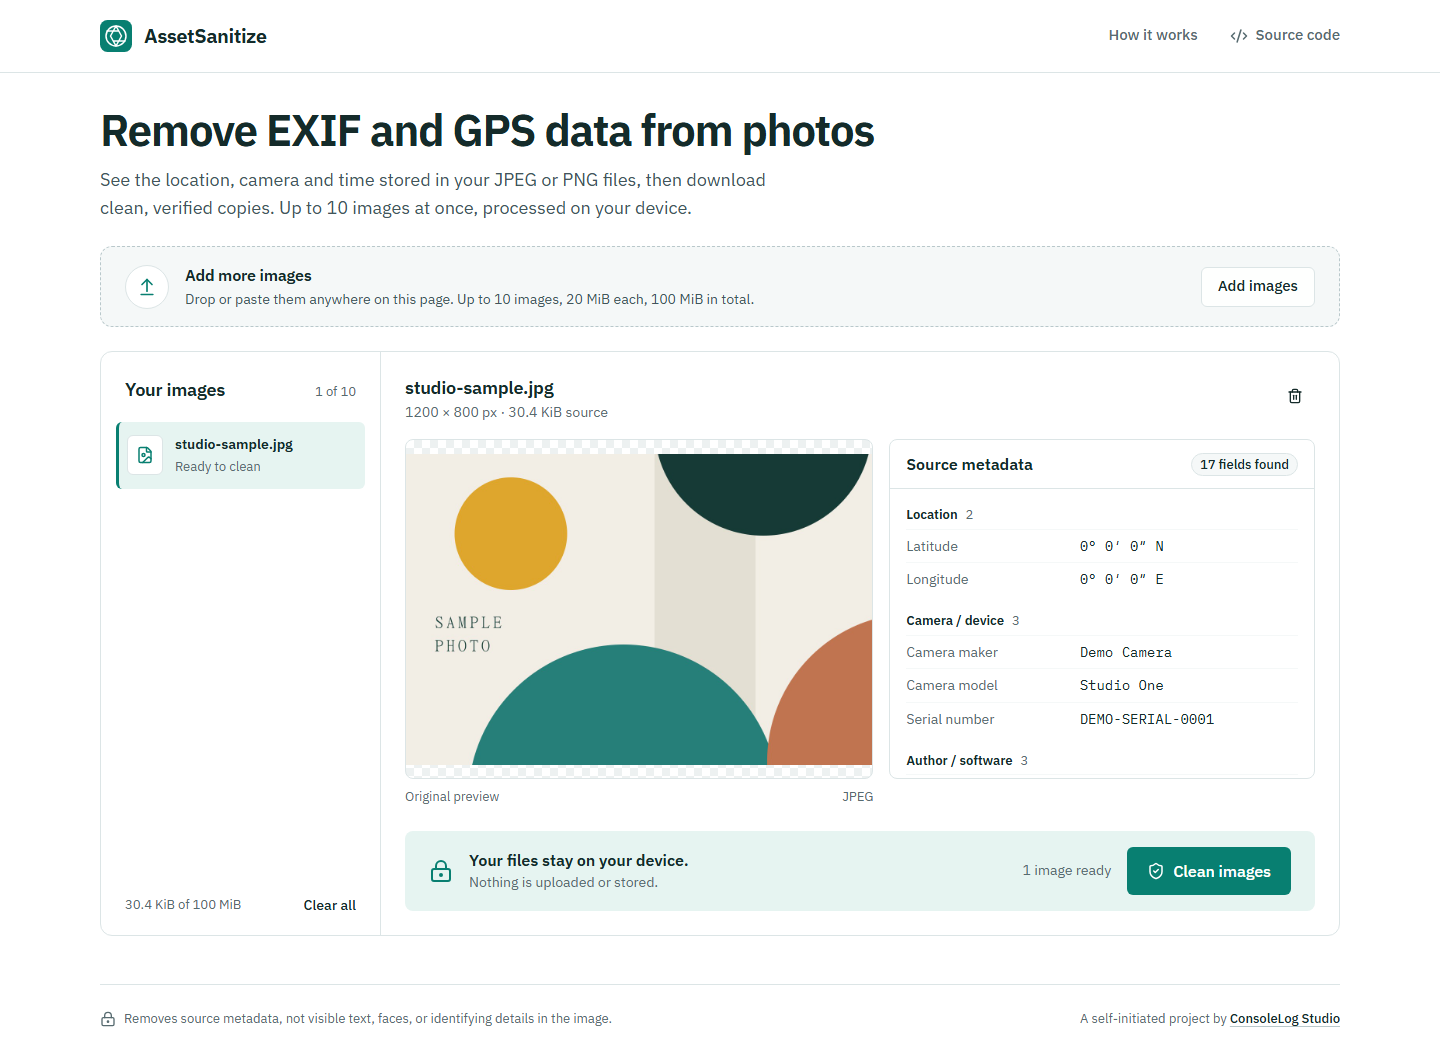 AssetSanitize
How it works
Source code
Remove EXIF and GPS data from photos
See the location, camera and time stored in your JPEG or PNG files, then download
clean, verified copies. Up to 10 images at once, processed on your device.
Add more images
Drop or paste them anywhere on this page. Up to 10 images, 20 MiB each, 100 MiB in total.
Add images
Your images
1 of 10
studio-sample.jpg
Ready to clean
30.4 KiB of 100 MiB
Clear all
studio-sample.jpg
1200 × 800 px · 30.4 KiB source
SAMPLE
PHOTO
Original preview
JPEG
Source metadata
17 fields found
Location 2
Latitude 0° 0′ 0″ N
Longitude 0° 0′ 0″ E
Camera / device 3
Camera maker Demo Camera
Camera model Studio One
Serial number DEMO-SERIAL-0001
Author / software 3
Your files stay on your device.
Nothing is uploaded or stored.
1 image ready
Clean images
Removes source metadata, not visible text, faces, or identifying details in the image.
A self-initiated project by ConsoleLog Studio